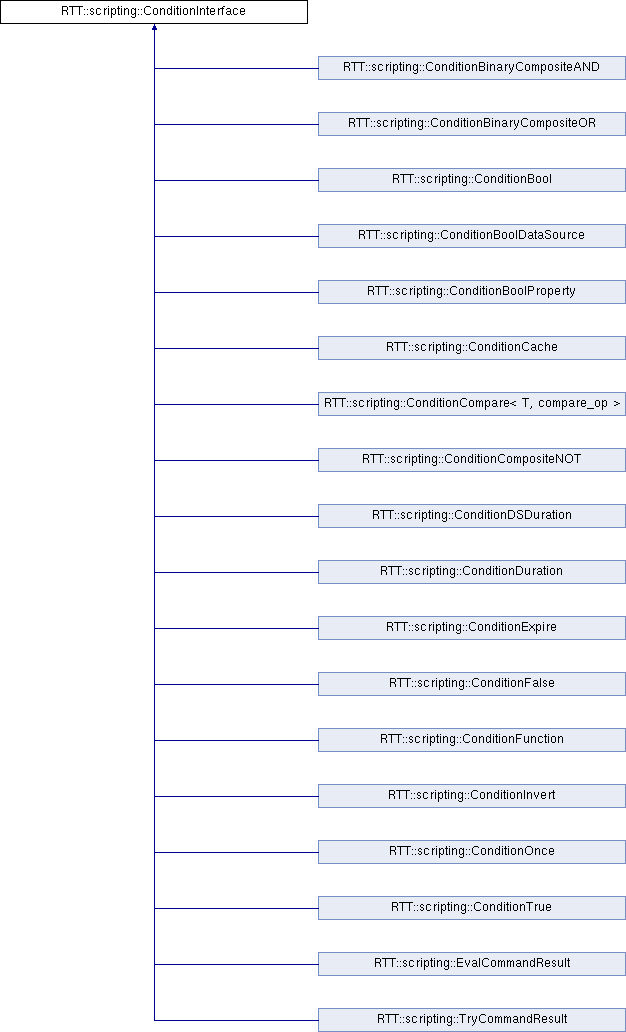 RTT::scripting::ConditionInterface
RTT::scripting::ConditionBinaryCompositeAND
RTT::scripting::ConditionBinaryCompositeOR
RTT::scripting::ConditionBool
RTT::scripting::ConditionBoolDataSource
RTT::scripting::ConditionBoolProperty
RTT::scripting::ConditionCache
RTT::scripting::ConditionCompare< T, compare_op >
RTT::scripting::ConditionCompositeNOT
RTT::scripting::ConditionDSDuration
RTT::scripting::ConditionDuration
RTT::scripting::ConditionExpire
RTT::scripting::ConditionFalse
RTT::scripting::ConditionFunction
RTT::scripting::ConditionInvert
RTT::scripting::ConditionOnce
RTT::scripting::ConditionTrue
RTT::scripting::EvalCommandResult
RTT::scripting::TryCommandResult